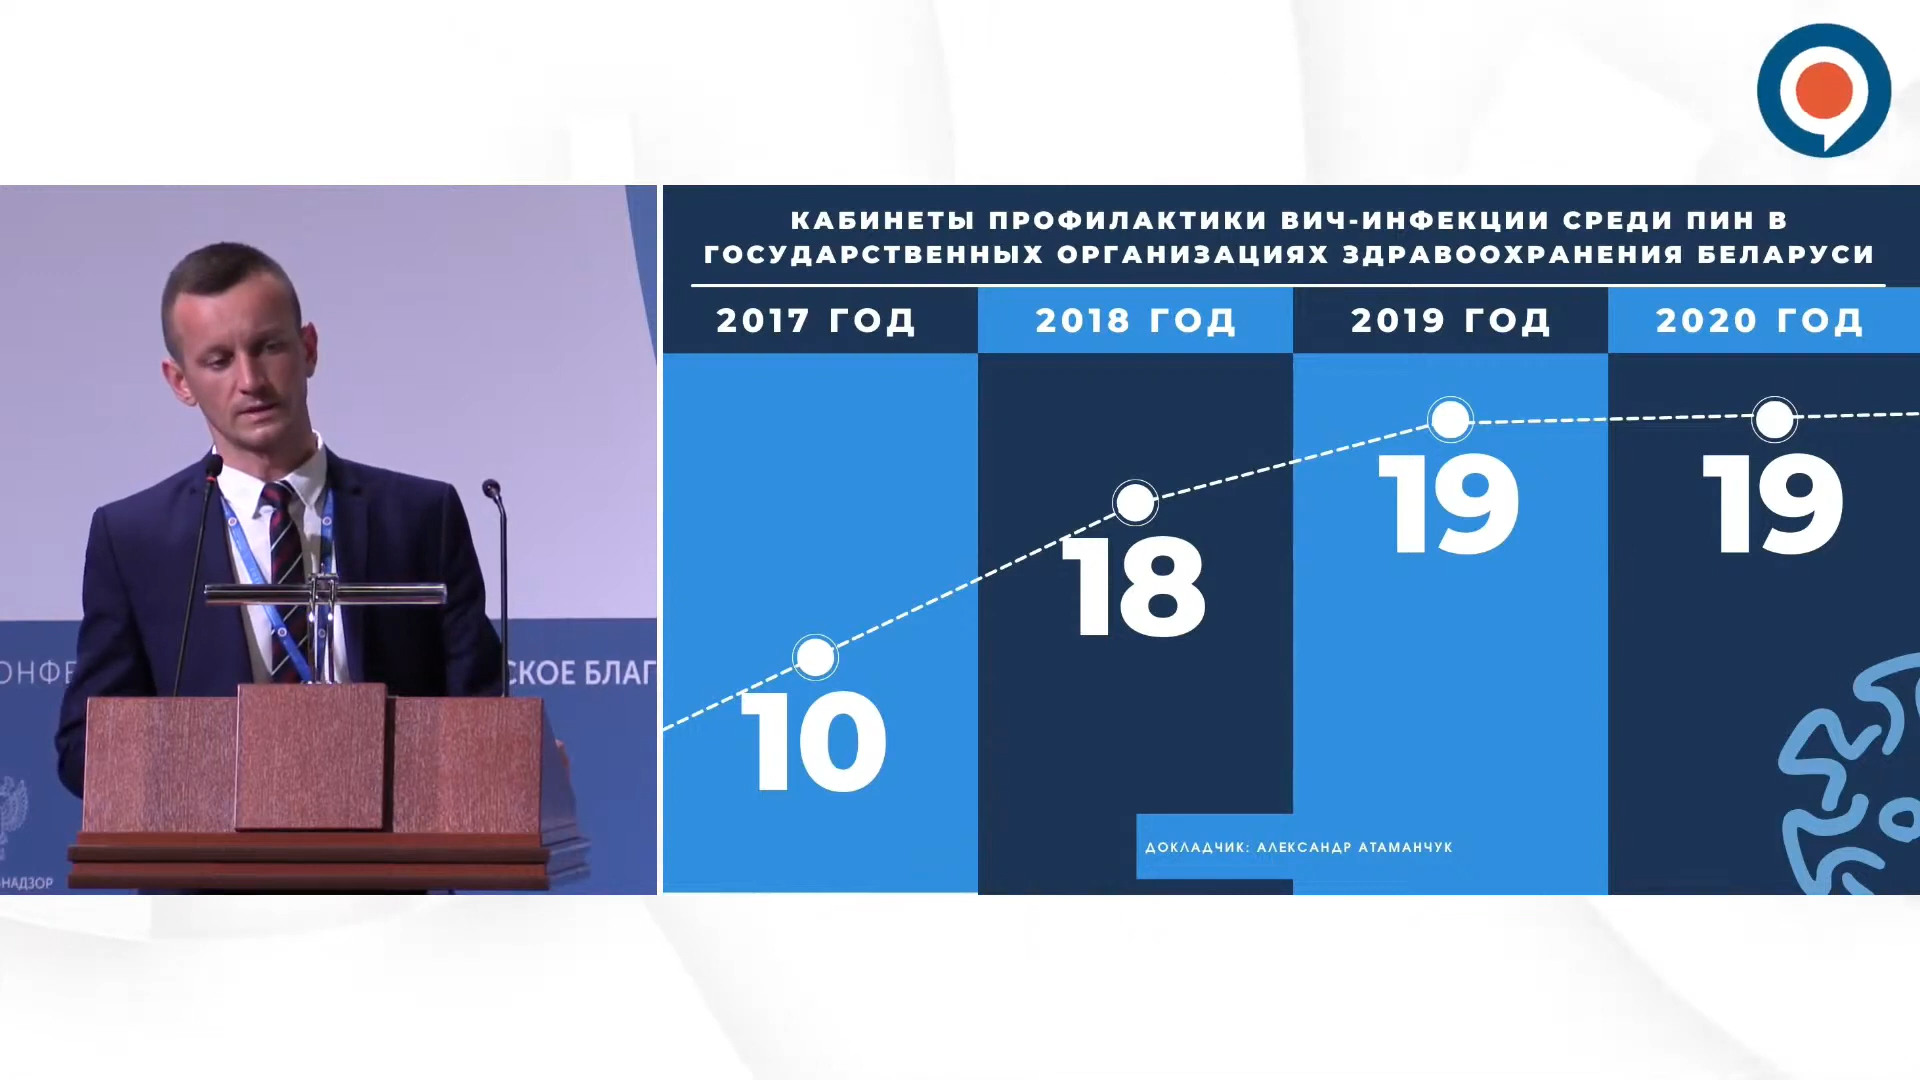 КАБИНЕТЫ ПРОФИЛАКТИКИ ВИЧ-ИНФЕКЦИИ СРЕДИ ПИН В
ГОСУДАРСТВЕННЫХ ОРГАНИЗАЦИЯХ ЗДРАВООХРАНЕНИЯ БЕЛАРУСИ
2017 ГОД
2018 ГОД
2019 ГОД
2020 ГОД
10
18
19
19
ДОКЛАДЧИК: АЛЕКСАНДР АТАМАНЧУК
ОНФЕ
СКОЕ БЛАГ
НАДЗОР